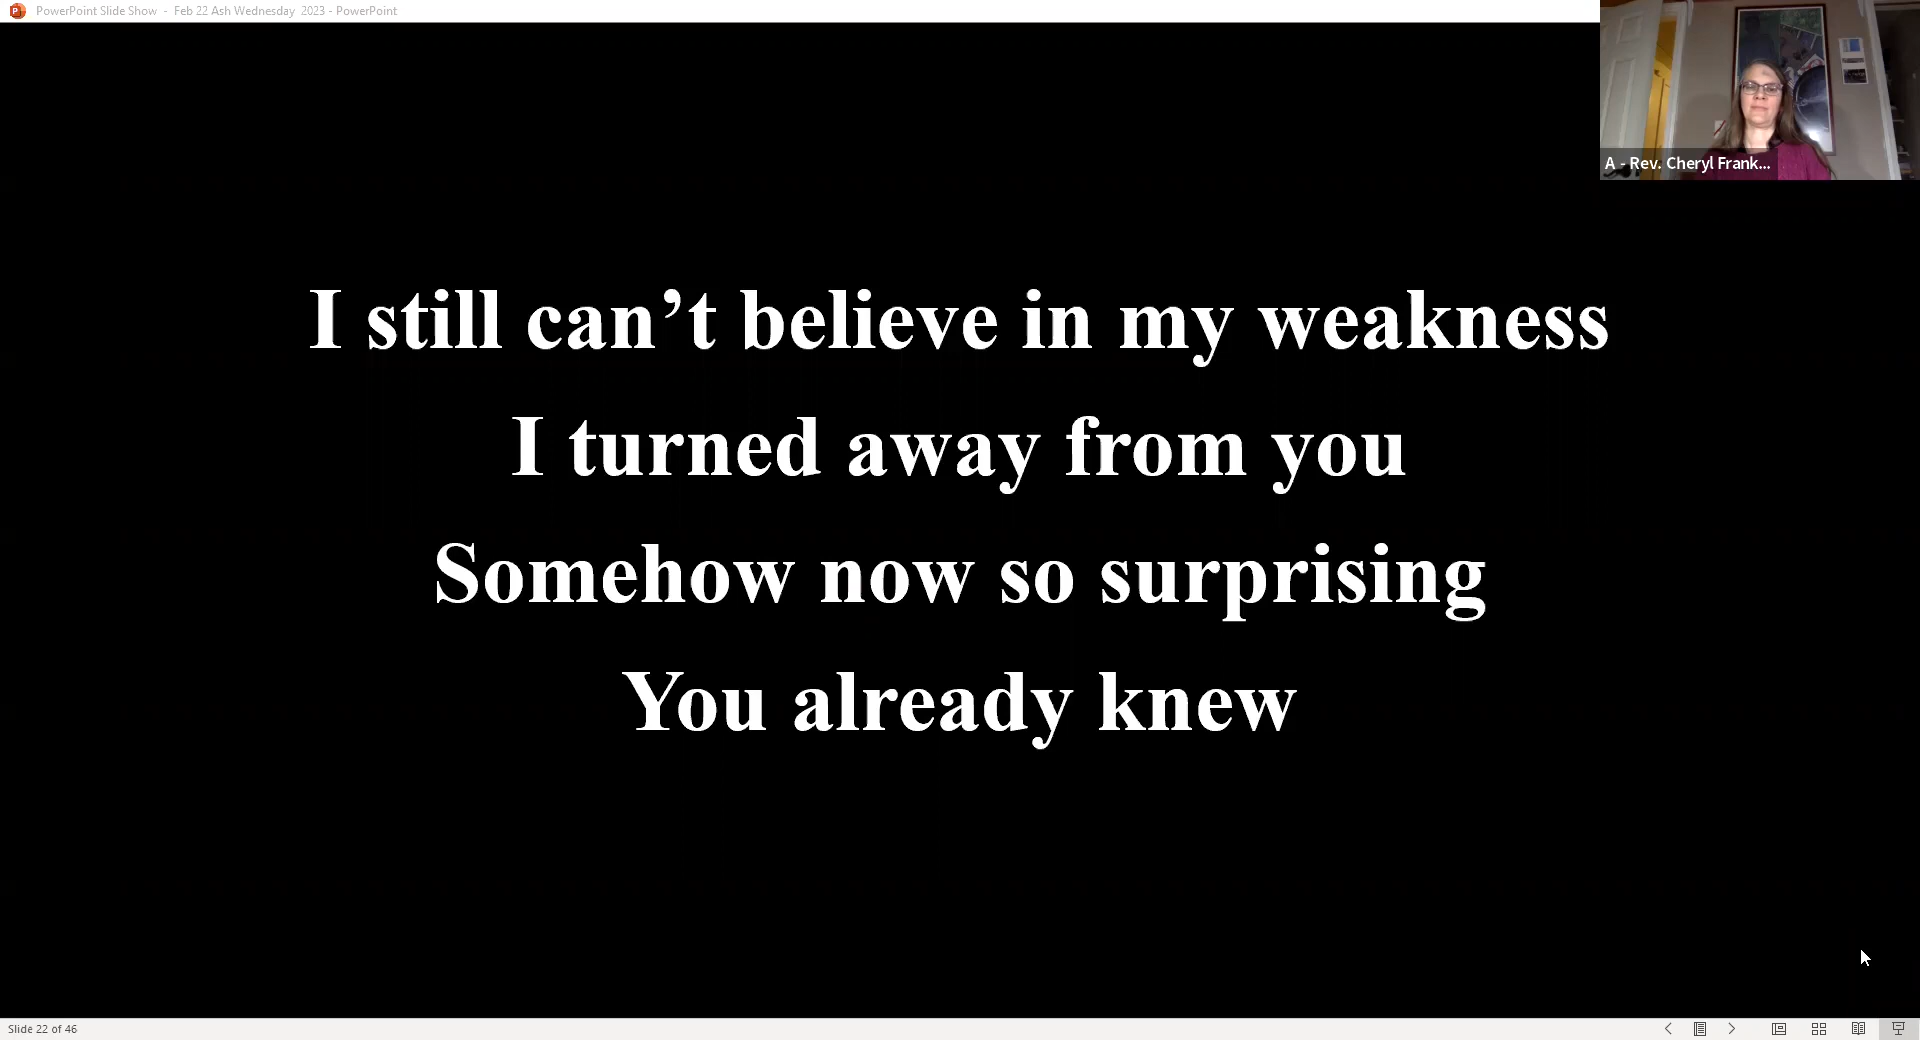 PowerPoint Slide Show - Feb 22 Ash Wednesday 2023 - PowerPoint
A - Rev. Cheryl Frank...
I still can’t believe in my weakness
I turned away from you
Somehow now so surprising
You already knew
Slide 22 of 46